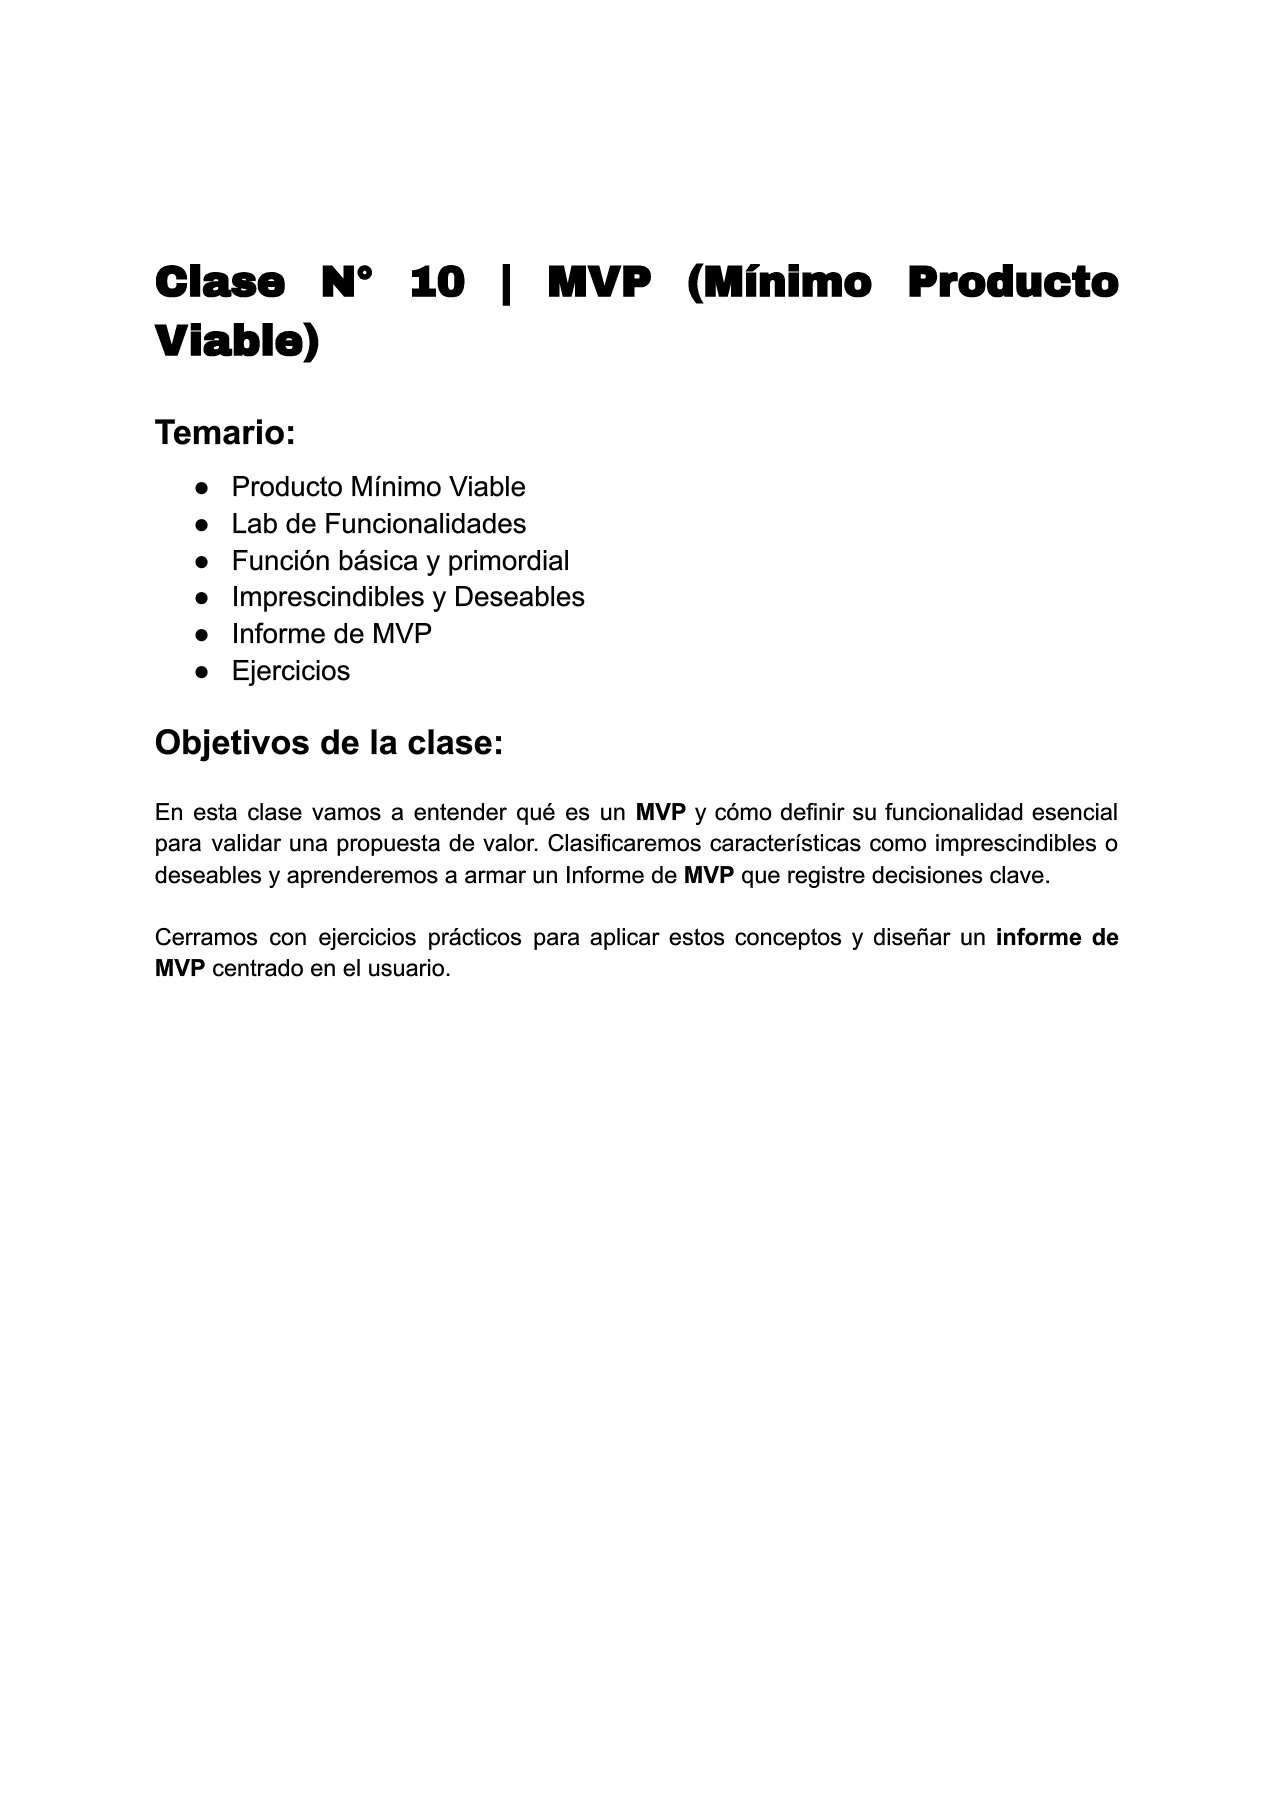 Clase N° 10 | MVP (Mínimo Producto
Viable)
Temario:
● Producto Mínimo Viable
● Lab de Funcionalidades
● Función básica y primordial
● Imprescindibles y Deseables
● Informe de MVP
● Ejercicios
Objetivos de la clase:
En esta clase vamos a entender qué es un MVP y cómo definir su funcionalidad esencial
para validar una propuesta de valor. Clasificaremos características como imprescindibles o
deseables y aprenderemos a armar un Informe de MVP que registre decisiones clave.
Cerramos con ejercicios prácticos para aplicar estos conceptos y diseñar un informe de
MVP centrado en el usuario.